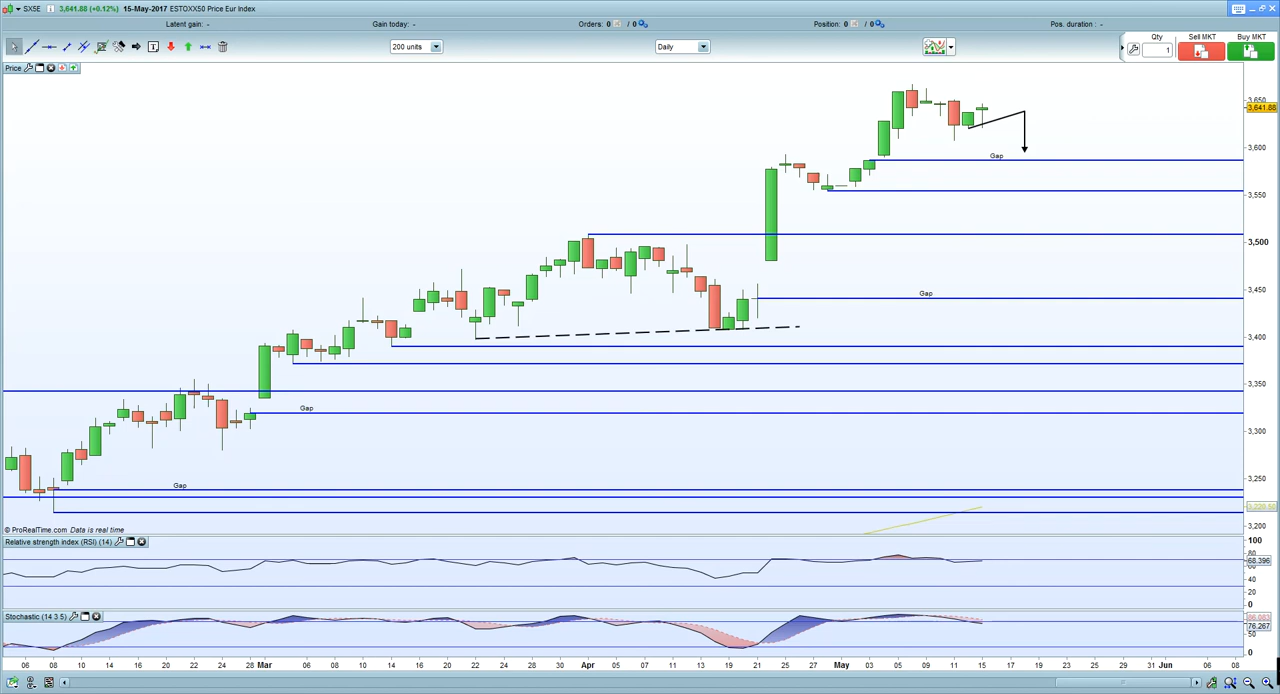 SX5E 3,641.88 (+0.12%) 15-May-2017 ESTOXX50 Price Eur Index
Latent gain: - Gain today: - Orders: 0 / 0 Position: 0 / 0 Pos. duration : -
200 units Daily Qty Sell MKT Buy MKT
1
Price
3,650
3,641.88
3,600
Gap
3,550
3,500
3,450
Gap
3,400
3,350
Gap
3,300
3,250
Gap
© ProRealTime.com Data is real time
3,200
Relative strength index (RSI) (14)
100
80
68.396
40
20
0
Stochastic (14 3 5)
76.267
50
0
06 08 10 14 16 20 22 24 28 Mar 06 08 10 14 16 20 22 24 28 30 Apr 05 07 11 13 19 21 25 27 May 03 05 09 11 15 17 19 23 25 29 31 Jun 06 08